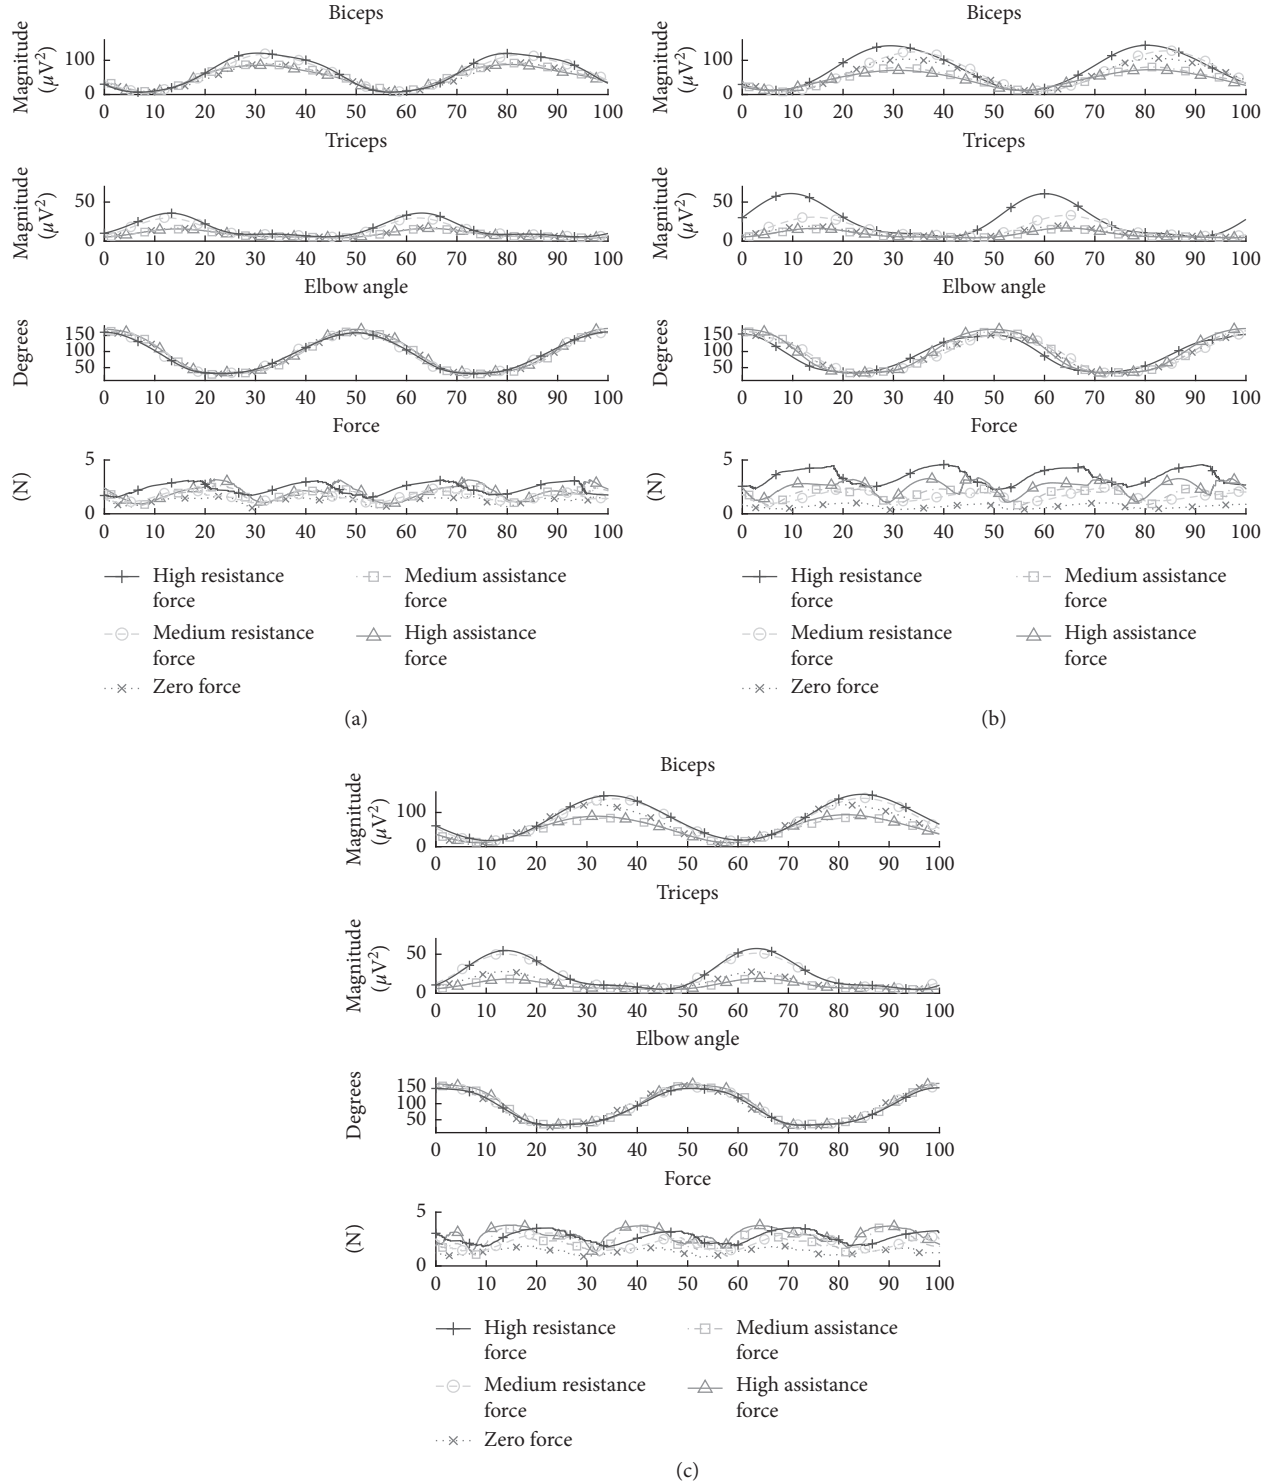 Biceps
Magnitude
(μV²)
100
0
0 10 20 30 40 50 60 70 80 90 100
Triceps
Magnitude
(μV²)
50
0
0 10 20 30 40 50 60 70 80 90 100
Elbow angle
Degrees
150
100
50
0 10 20 30 40 50 60 70 80 90 100
Force
(N)
5
0
0 10 20 30 40 50 60 70 80 90 100
High resistance
force
Medium resistance
force
Zero force
Medium assistance
force
High assistance
force
(a)
Biceps
Magnitude
(μV²)
100
0
0 10 20 30 40 50 60 70 80 90 100
Triceps
Magnitude
(μV²)
50
0
0 10 20 30 40 50 60 70 80 90 100
Elbow angle
Degrees
150
100
50
0 10 20 30 40 50 60 70 80 90 100
Force
(N)
5
0
0 10 20 30 40 50 60 70 80 90 100
High resistance
force
Medium resistance
force
Zero force
Medium assistance
force
High assistance
force
(b)
Biceps
Magnitude
(μV²)
100
0
0 10 20 30 40 50 60 70 80 90 100
Triceps
Magnitude
(μV²)
50
0
0 10 20 30 40 50 60 70 80 90 100
Elbow angle
Degrees
150
100
50
0 10 20 30 40 50 60 70 80 90 100
Force
(N)
5
0
0 10 20 30 40 50 60 70 80 90 100
High resistance
force
Medium resistance
force
Zero force
Medium assistance
force
High assistance
force
(c)